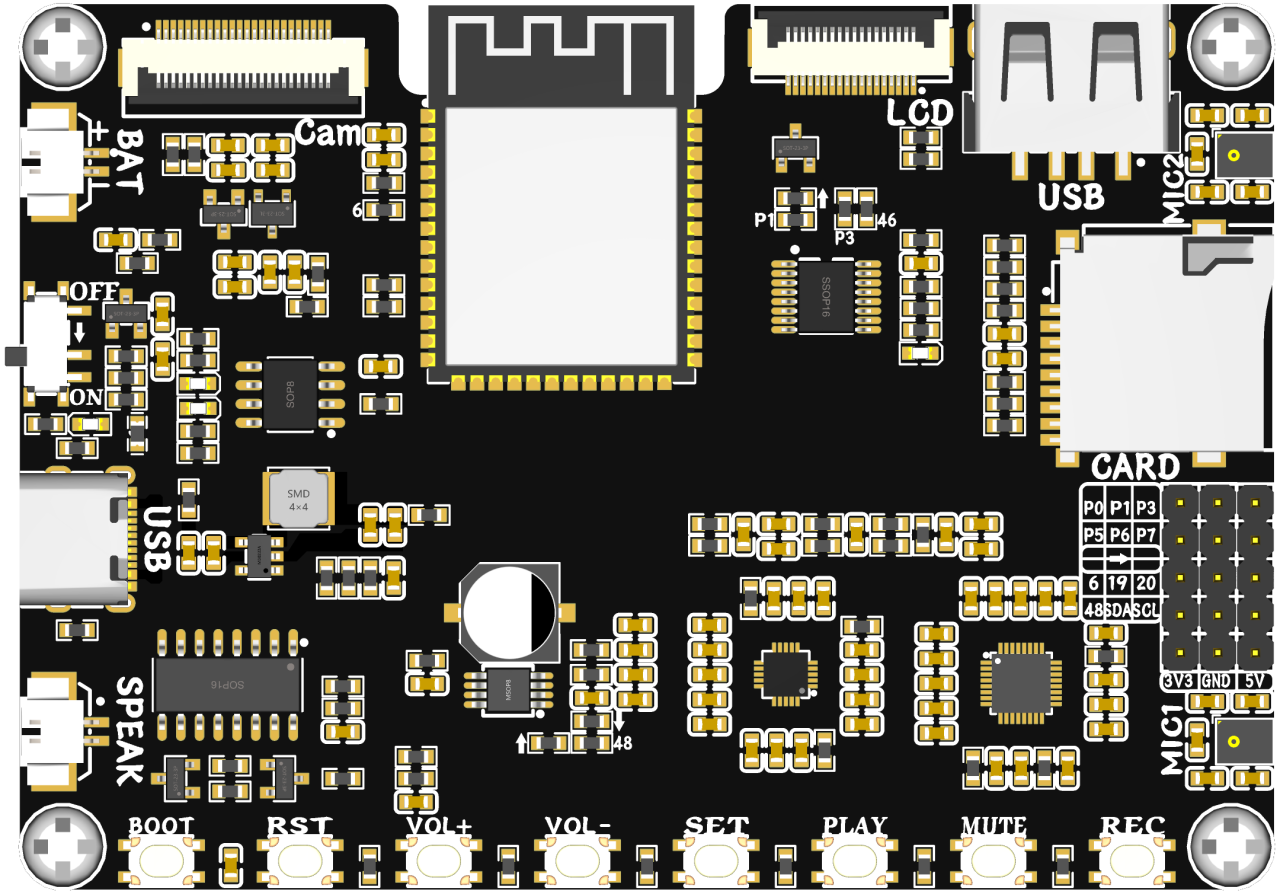 Cam
LCD
BAT
6
USB
MIC2
P1
P3
46
OFF
ON
SSOP16
SOP8
CARD
SMD
4×4
USB
P0 P1 P3
P5 P6 P7
6 19 20
48 SDA SCL
3V3 GND 5V
SOP16
MSOP8
SPEAK
48
MIC1
BOOT RST VOL+ VOL- SET PLAY MUTE REC